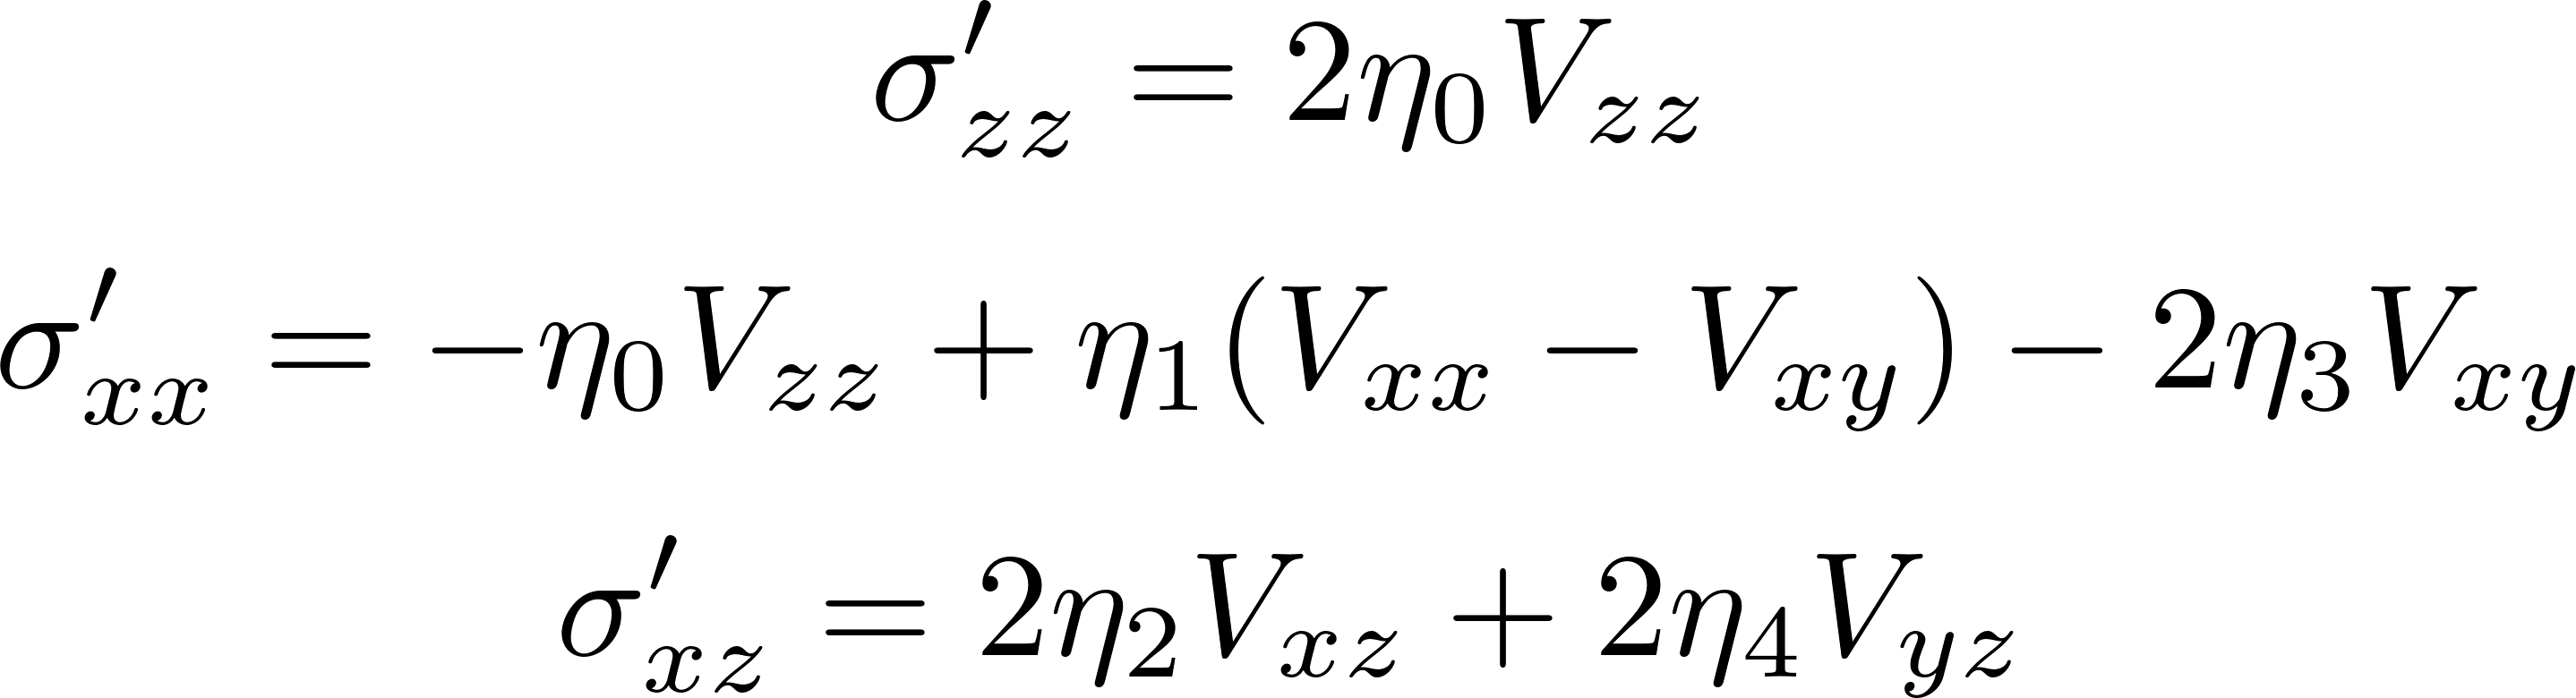 σ′_{zz} = 2η_0 V_{zz}
σ′_{xx} = −η_0 V_{zz} + η_1 (V_{xx} − V_{xy}) − 2η_3 V_{xy}
σ′_{xz} = 2η_2 V_{xz} + 2η_4 V_{yz}